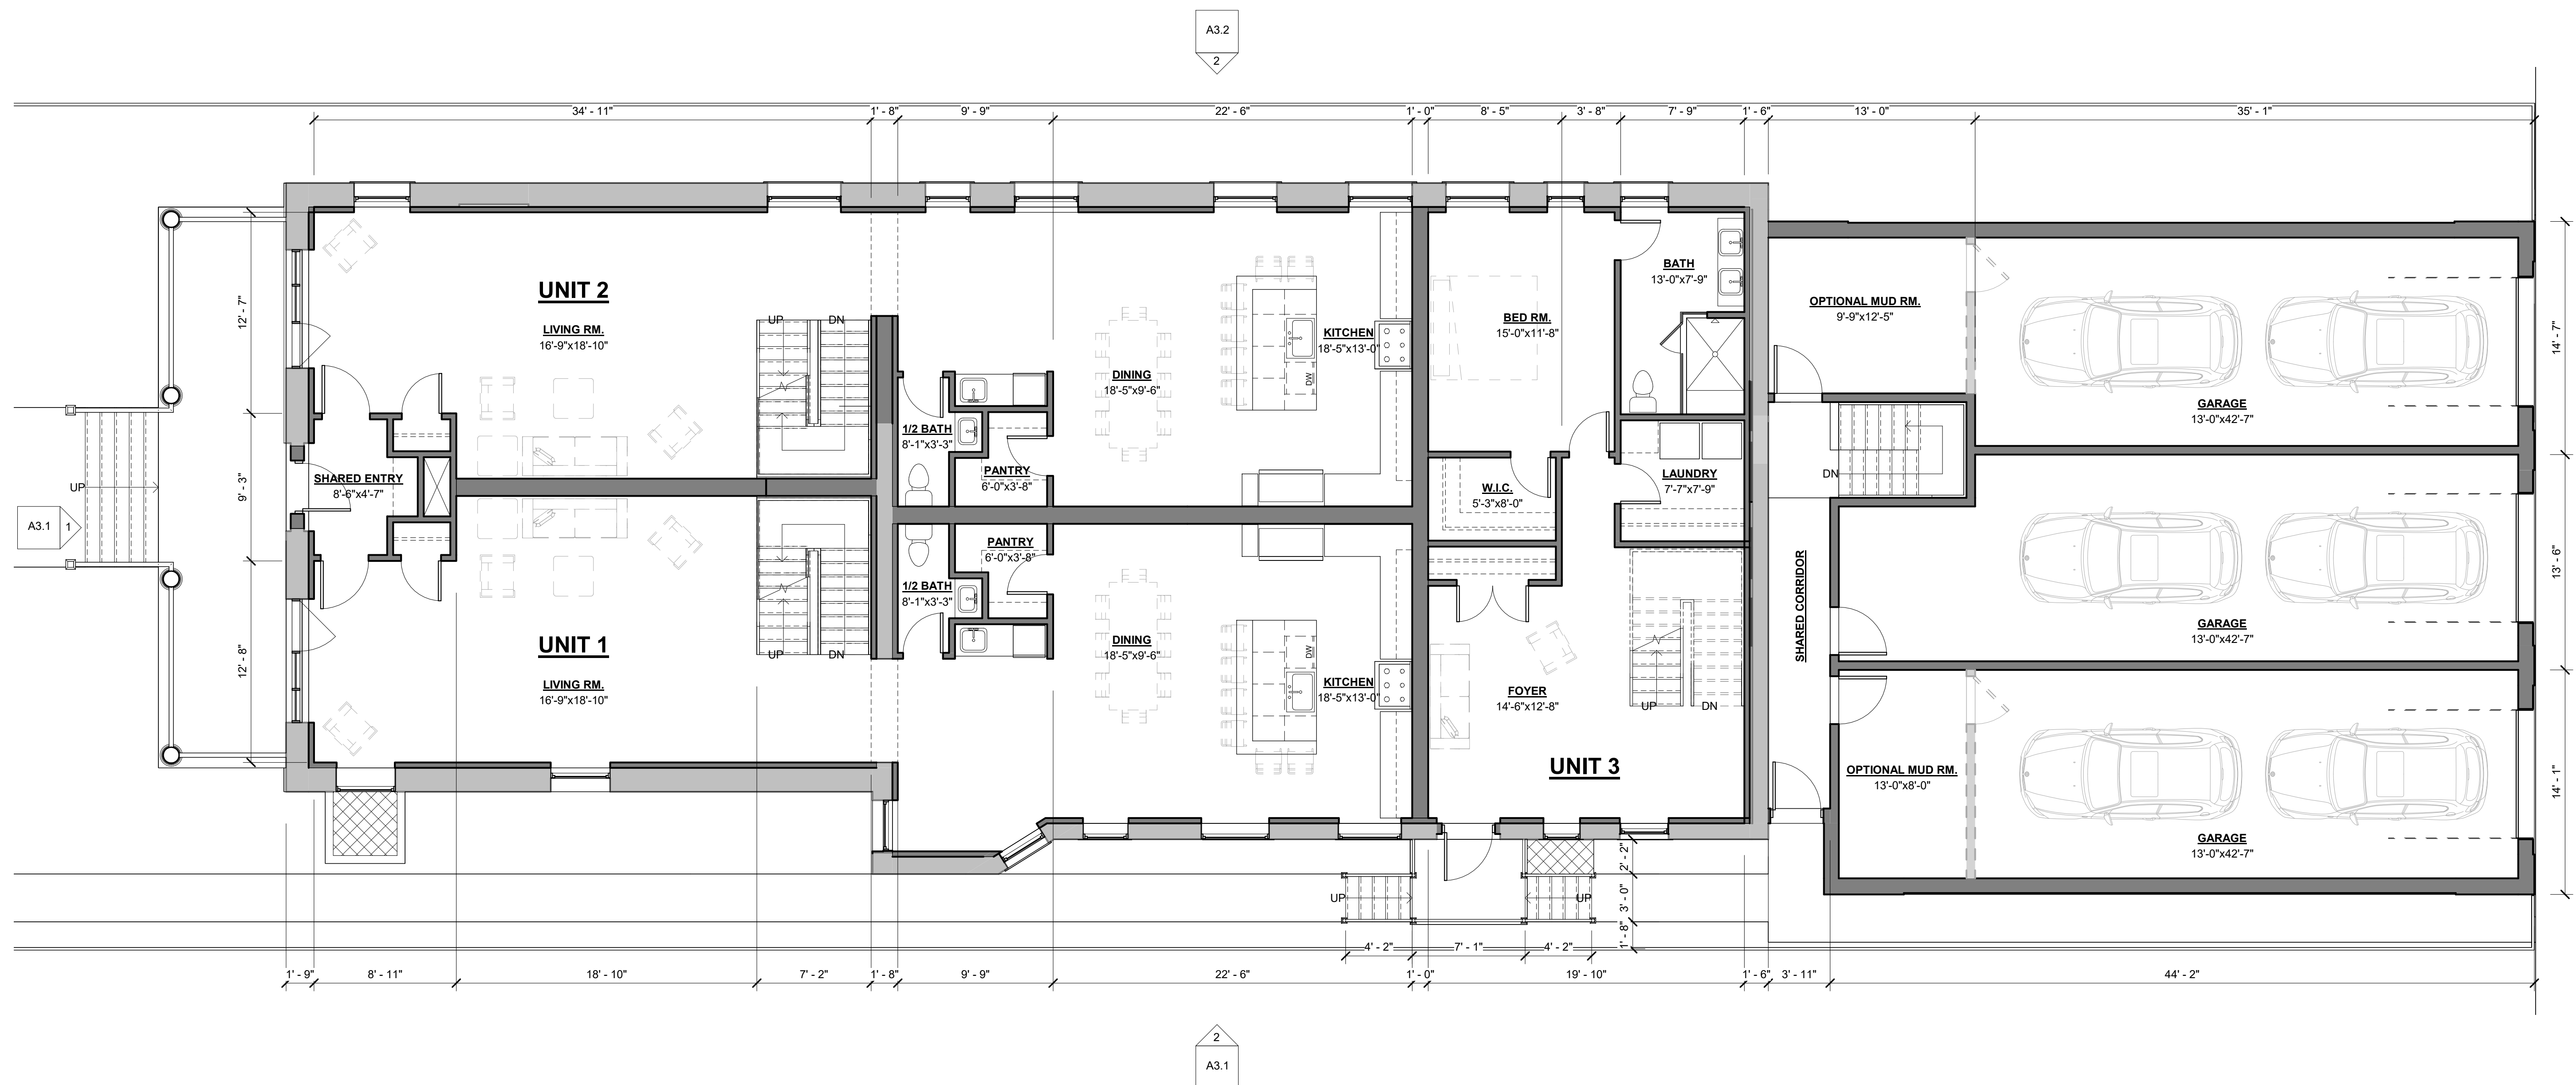 A3.2
2
34' - 11"
1' - 8"
9' - 9"
22' - 6"
1' - 0"
8' - 5"
3' - 8"
7' - 9"
1' - 6"
13' - 0"
35' - 1"
12' - 7"
9' - 3"
12' - 8"
14' - 7"
13' - 6"
14' - 1"
UNIT 2
LIVING RM.
16'-9"x18'-10"
UP
DN
1/2 BATH
8'-1"x3'-3"
PANTRY
6'-0"x3'-8"
DINING
18'-5"x9'-6"
KITCHEN
18'-5"x13'-0"
DW
BED RM.
15'-0"x11'-8"
BATH
13'-0"x7'-9"
W.I.C.
5'-3"x8'-0"
LAUNDRY
7'-7"x7'-9"
OPTIONAL MUD RM.
9'-9"x12'-5"
GARAGE
13'-0"x42'-7"
DN
SHARED ENTRY
8'-6"x4'-7"
UP
A3.1
1
UNIT 1
LIVING RM.
16'-9"x18'-10"
UP
DN
PANTRY
6'-0"x3'-8"
1/2 BATH
8'-1"x3'-3"
DINING
18'-5"x9'-6"
DW
KITCHEN
18'-5"x13'-0"
FOYER
14'-6"x12'-8"
UP
DN
UNIT 3
SHARED CORRIDOR
GARAGE
13'-0"x42'-7"
OPTIONAL MUD RM.
13'-0"x8'-0"
GARAGE
13'-0"x42'-7"
UP
UP
2' - 2"
3' - 0"
1' - 8"
4' - 2"
7' - 1"
4' - 2"
1' - 9"
8' - 11"
18' - 10"
7' - 2"
1' - 8"
9' - 9"
22' - 6"
1' - 0"
19' - 10"
1' - 6"
3' - 11"
44' - 2"
2
A3.1